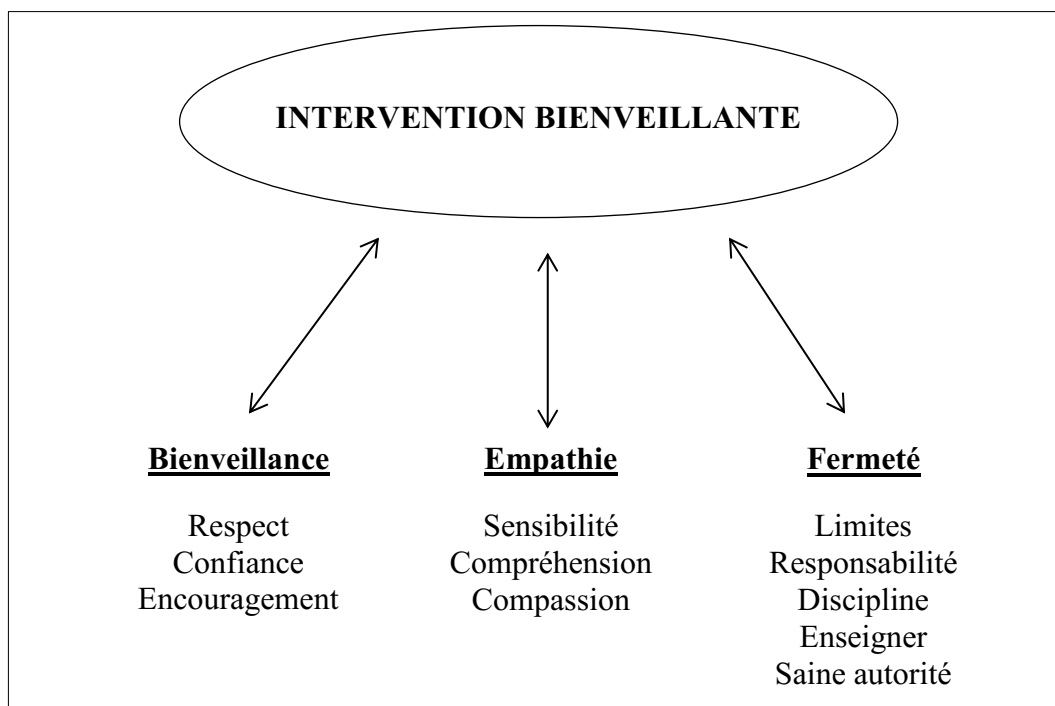 INTERVENTION BIENVEILLANTE
Bienveillance
Respect
Confiance
Encouragement
Empathie
Sensibilité
Compréhension
Compassion
Fermeté
Limites
Responsabilité
Discipline
Enseigner
Saine autorité